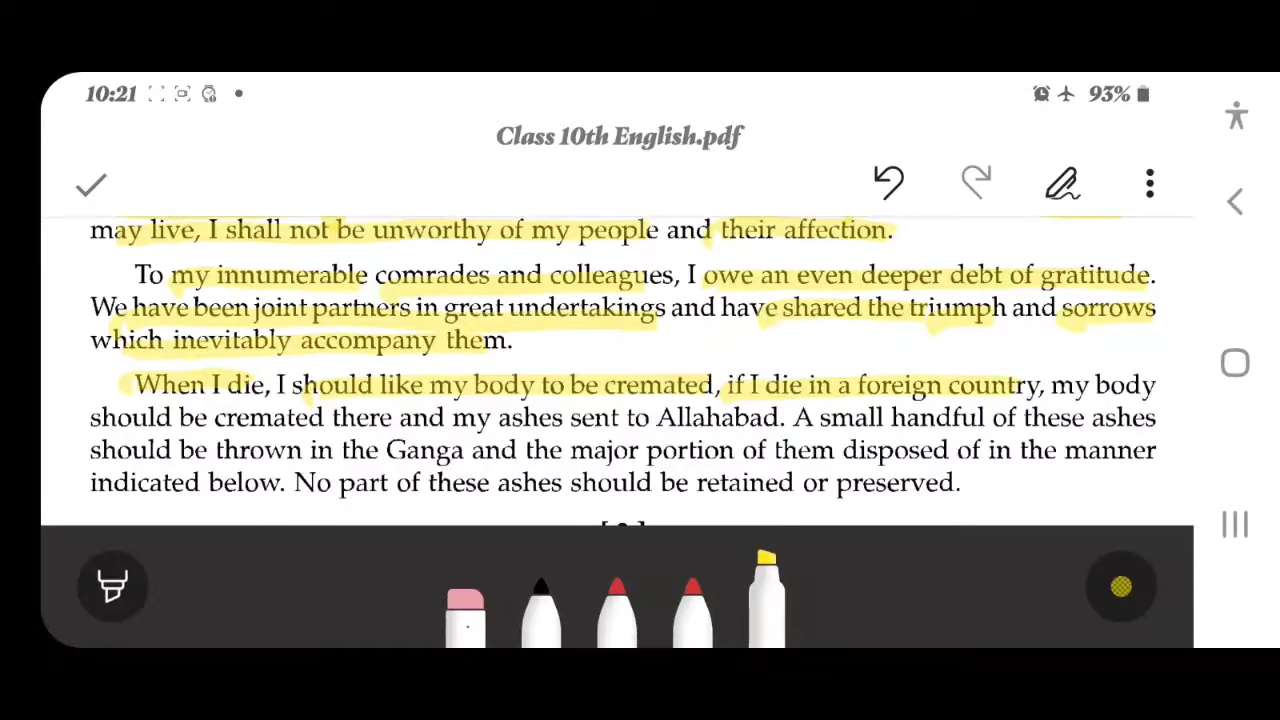 10:21
93%
Class 10th English.pdf
may live, I shall not be unworthy of my people and their affection.
To my innumerable comrades and colleagues, I owe an even deeper debt of gratitude.
We have been joint partners in great undertakings and have shared the triumph and sorrows
which inevitably accompany them.
When I die, I should like my body to be cremated, if I die in a foreign country, my body
should be cremated there and my ashes sent to Allahabad. A small handful of these ashes
should be thrown in the Ganga and the major portion of them disposed of in the manner
indicated below. No part of these ashes should be retained or preserved.